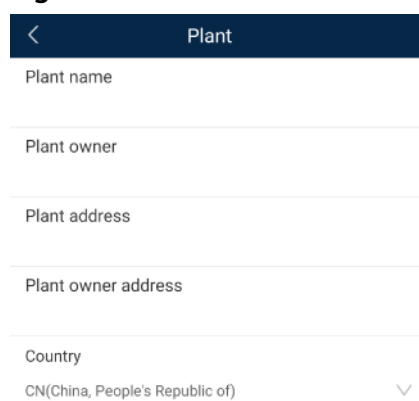 Plant
Plant name
Plant owner
Plant address
Plant owner address
Country
CN(China, People's Republic of)